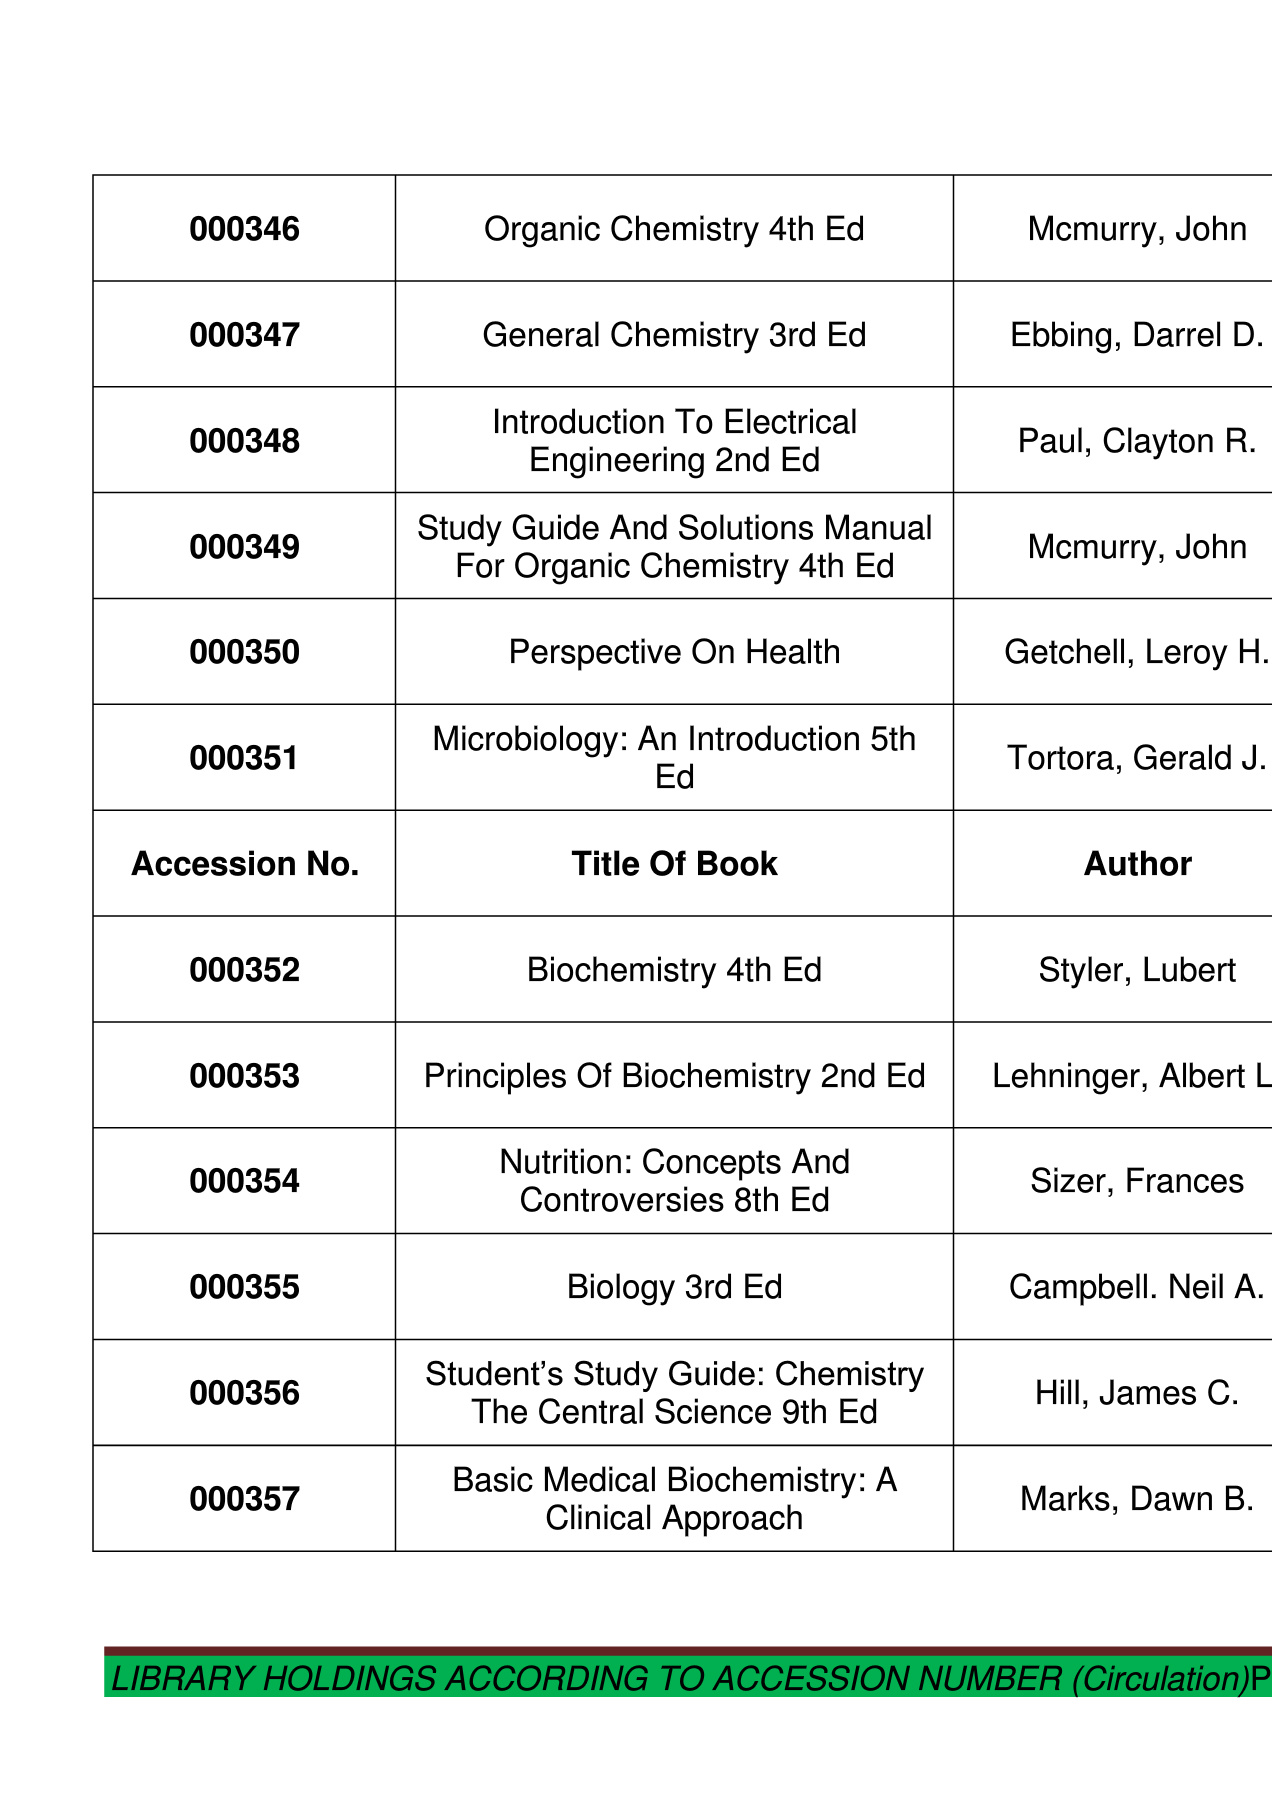 000346 Organic Chemistry 4th Ed Mcmurry, John
000347 General Chemistry 3rd Ed Ebbing, Darrel D.
000348 Introduction To Electrical
Engineering 2nd Ed Paul, Clayton R.
000349 Study Guide And Solutions Manual
For Organic Chemistry 4th Ed Mcmurry, John
000350 Perspective On Health Getchell, Leroy H.
000351 Microbiology: An Introduction 5th
Ed Tortora, Gerald J.
Accession No. Title Of Book Author
000352 Biochemistry 4th Ed Styler, Lubert
000353 Principles Of Biochemistry 2nd Ed Lehninger, Albert L
000354 Nutrition: Concepts And
Controversies 8th Ed Sizer, Frances
000355 Biology 3rd Ed Campbell. Neil A.
000356 Student’s Study Guide: Chemistry
The Central Science 9th Ed Hill, James C.
000357 Basic Medical Biochemistry: A
Clinical Approach Marks, Dawn B.
LIBRARY HOLDINGS ACCORDING TO ACCESSION NUMBER (Circulation)P